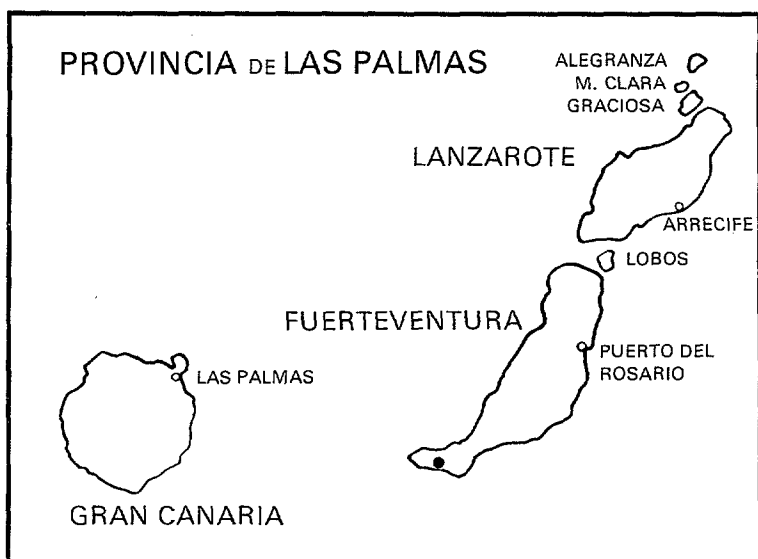 PROVINCIA DE LAS PALMAS
ALEGRANZA
M. CLARA
GRACIOSA
LANZAROTE
ARRECIFE
LOBOS
FUERTEVENTURA
PUERTO DEL
ROSARIO
LAS PALMAS
GRAN CANARIA